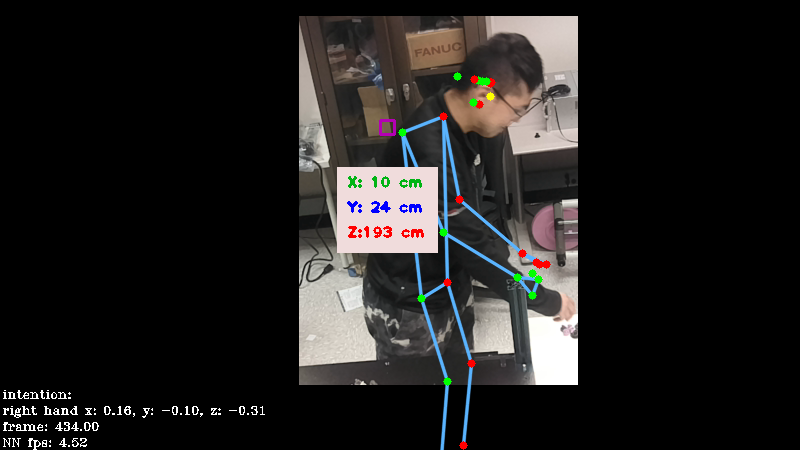 FANUC
X: 10 cm
Y: 24 cm
Z:193 cm
intention:
right hand x: 0.16, y: −0.10, z: −0.31
frame: 434.00
NN fps: 4.52